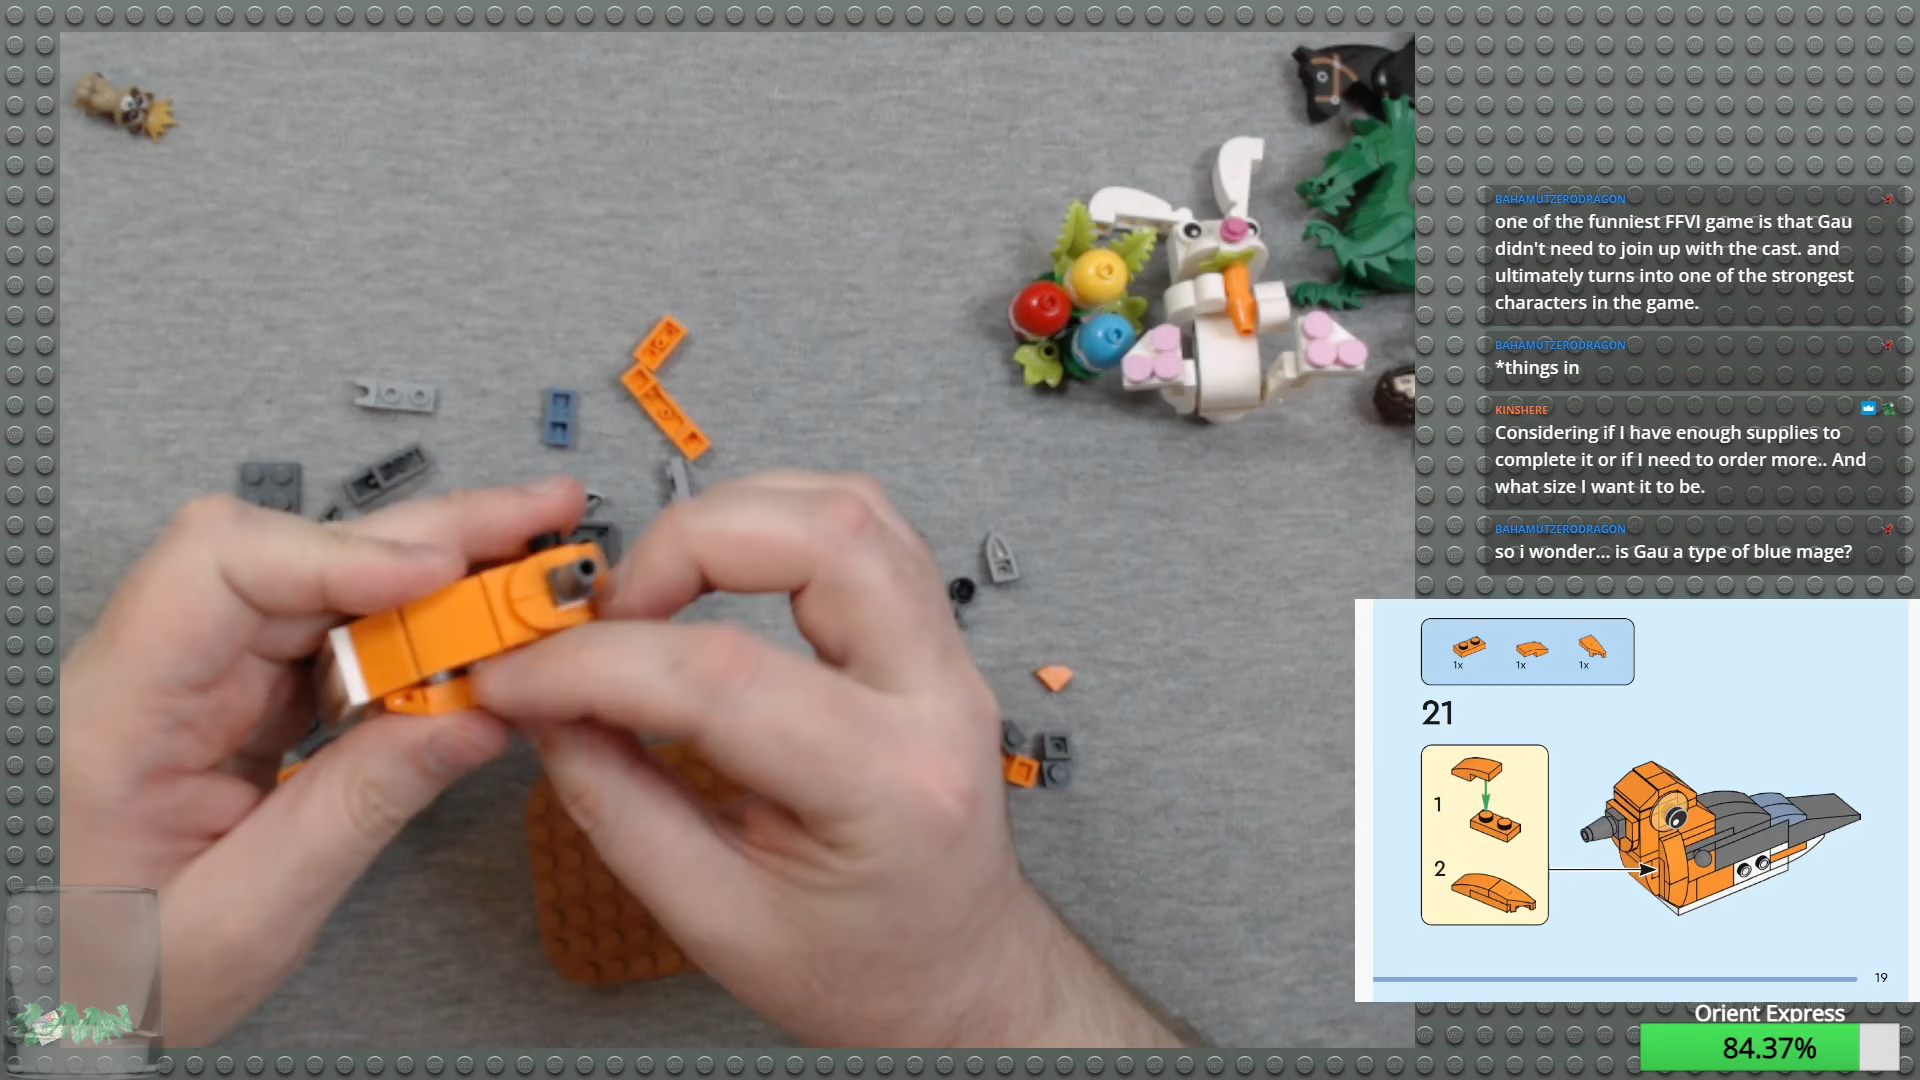 BAHAMUTZERODRAGON
one of the funniest FFVI game is that Gau
didn't need to join up with the cast. and
ultimately turns into one of the strongest
characters in the game.
BAHAMUTZERODRAGON
*things in
KINSHERE
Considering if I have enough supplies to
complete it or if I need to order more.. And
what size I want it to be.
BAHAMUTZERODRAGON
so i wonder... is Gau a type of blue mage?
1x 1x 1x
21
1
2
19
Orient Express
84.37%